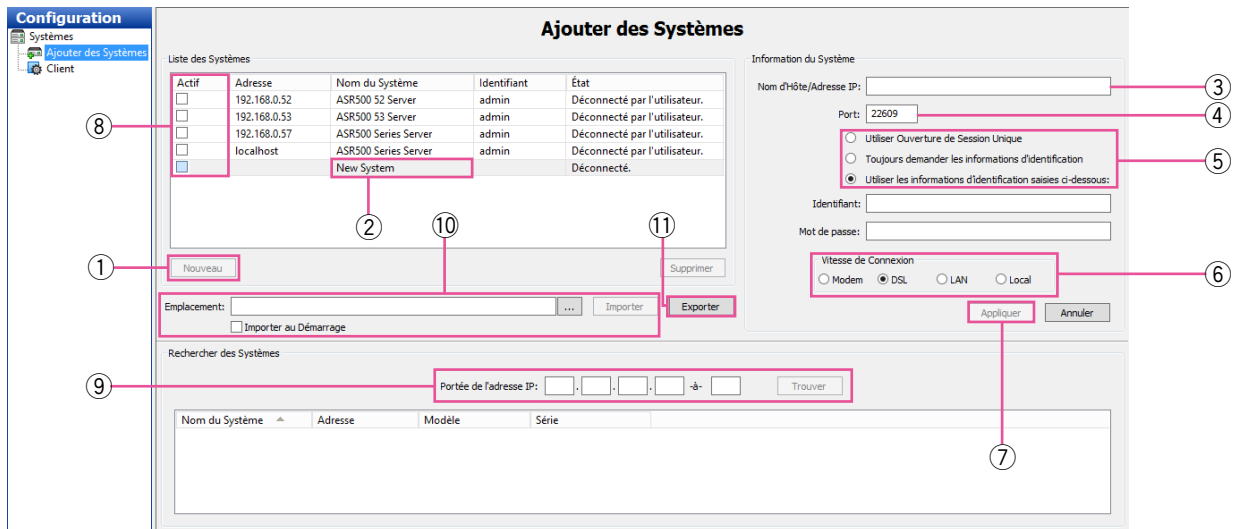 Configuration
Systèmes
Ajouter des Systèmes
Client
Ajouter des Systèmes
Liste des Systèmes
Actif Adresse Nom du Système Identifiant État
192.168.0.52 ASR500 52 Server admin Déconnecté par l'utilisateur.
192.168.0.53 ASR500 53 Server admin Déconnecté par l'utilisateur.
192.168.0.57 ASR500 Series Server admin Déconnecté par l'utilisateur.
localhost ASR500 Series Server admin Déconnecté par l'utilisateur.
New System Déconnecté.
⑧
②
⑩
⑪
①
Nouveau
Supprimer
Emplacement: ... Importer Exporter
Importer au Démarrage
Information du Système
Nom d'Hôte/Adresse IP:
③
Port: 22609
④
Utiliser Ouverture de Session Unique
Toujours demander les informations d'identification
Utiliser les informations d'identification saisies ci-dessous:
⑤
Identifiant:
Mot de passe:
Vitesse de Connexion
Modem DSL LAN Local
⑥
Appliquer Annuler
Rechercher des Systèmes
⑨
Portée de l'adresse IP: . . . -à- Trouver
Nom du Système Adresse Modèle Série
⑦